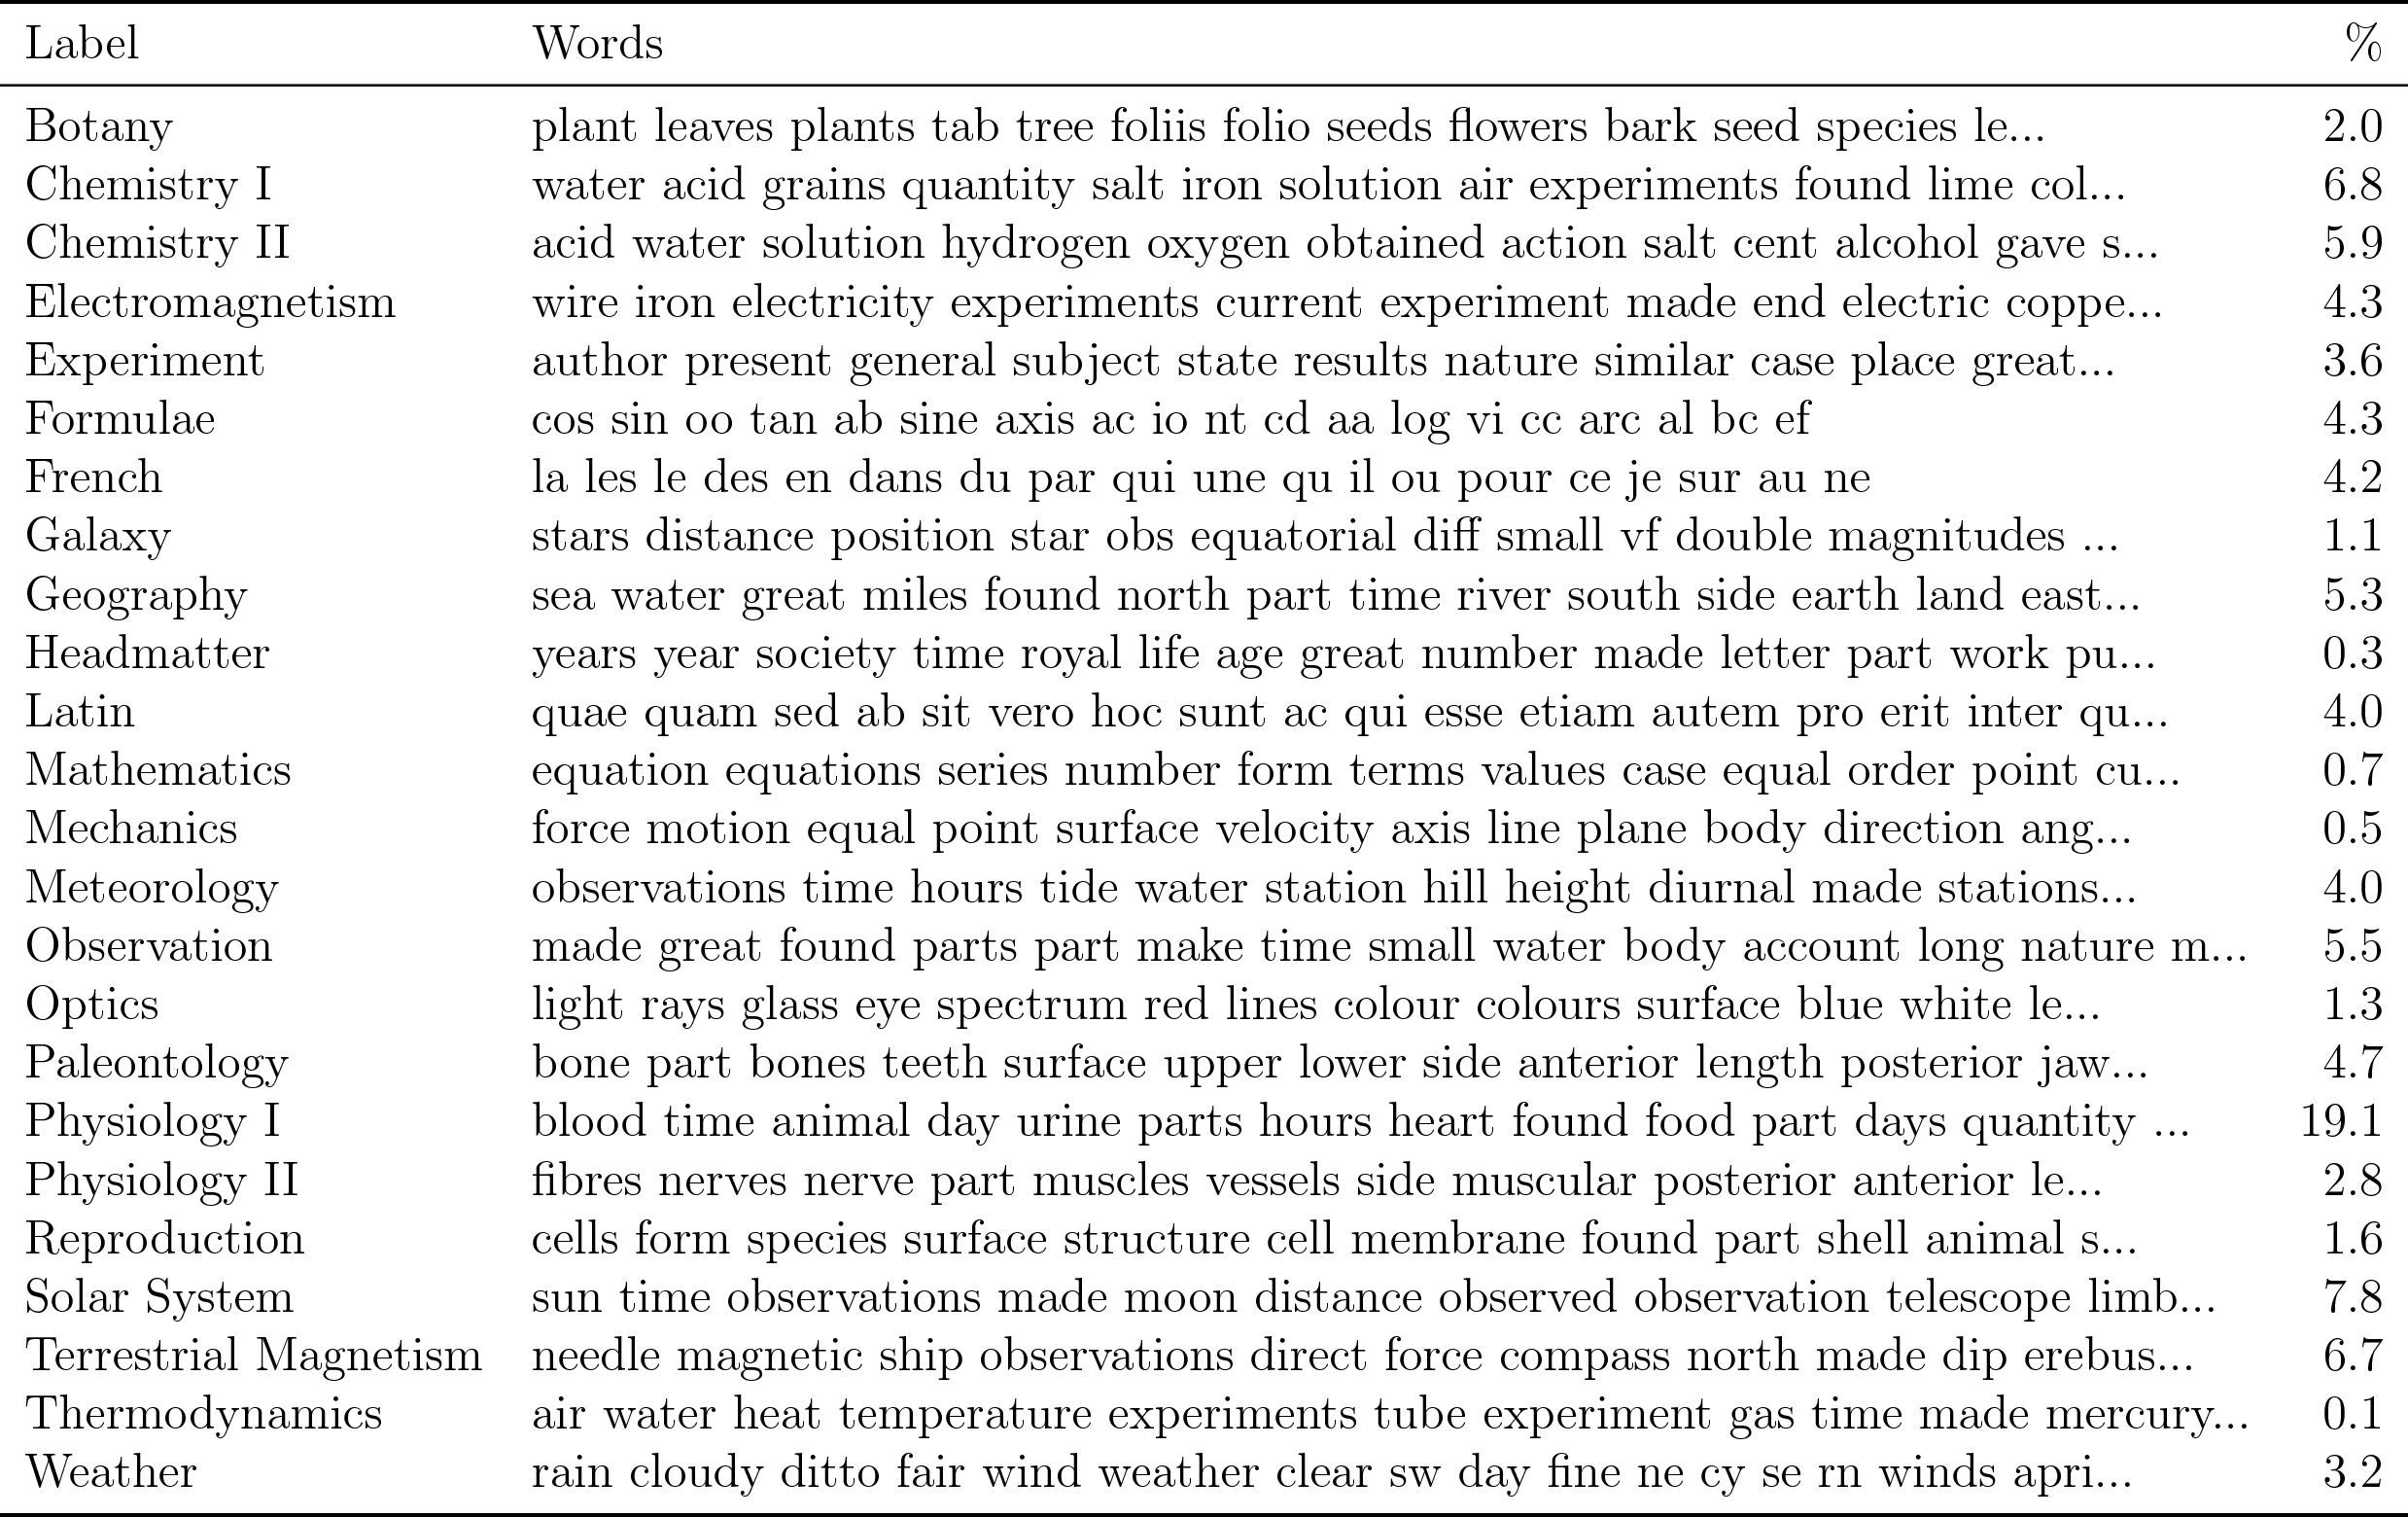 Label Words %
Botany plant leaves plants tab tree foliis folio seeds flowers bark seed species le... 2.0
Chemistry I water acid grains quantity salt iron solution air experiments found lime col... 6.8
Chemistry II acid water solution hydrogen oxygen obtained action salt cent alcohol gave s... 5.9
Electromagnetism wire iron electricity experiments current experiment made end electric coppe... 4.3
Experiment author present general subject state results nature similar case place great... 3.6
Formulae cos sin oo tan ab sine axis ac io nt cd aa log vi cc arc al bc ef 4.3
French la les le des en dans du par qui une qu il ou pour ce je sur au ne 4.2
Galaxy stars distance position star obs equatorial diff small vf double magnitudes ... 1.1
Geography sea water great miles found north part time river south side earth land east... 5.3
Headmatter years year society time royal life age great number made letter part work pu... 0.3
Latin quae quam sed ab sit vero hoc sunt ac qui esse etiam autem pro erit inter qu... 4.0
Mathematics equation equations series number form terms values case equal order point cu... 0.7
Mechanics force motion equal point surface velocity axis line plane body direction ang... 0.5
Meteorology observations time hours tide water station hill height diurnal made stations... 4.0
Observation made great found parts part make time small water body account long nature m... 5.5
Optics light rays glass eye spectrum red lines colour colours surface blue white le... 1.3
Paleontology bone part bones teeth surface upper lower side anterior length posterior jaw... 4.7
Physiology I blood time animal day urine parts hours heart found food part days quantity ... 19.1
Physiology II fibres nerves nerve part muscles vessels side muscular posterior anterior le... 2.8
Reproduction cells form species surface structure cell membrane found part shell animal s... 1.6
Solar System sun time observations made moon distance observed observation telescope limb... 7.8
Terrestrial Magnetism needle magnetic ship observations direct force compass north made dip erebus... 6.7
Thermodynamics air water heat temperature experiments tube experiment gas time made mercury... 0.1
Weather rain cloudy ditto fair wind weather clear sw day fine ne cy se rn winds apri... 3.2